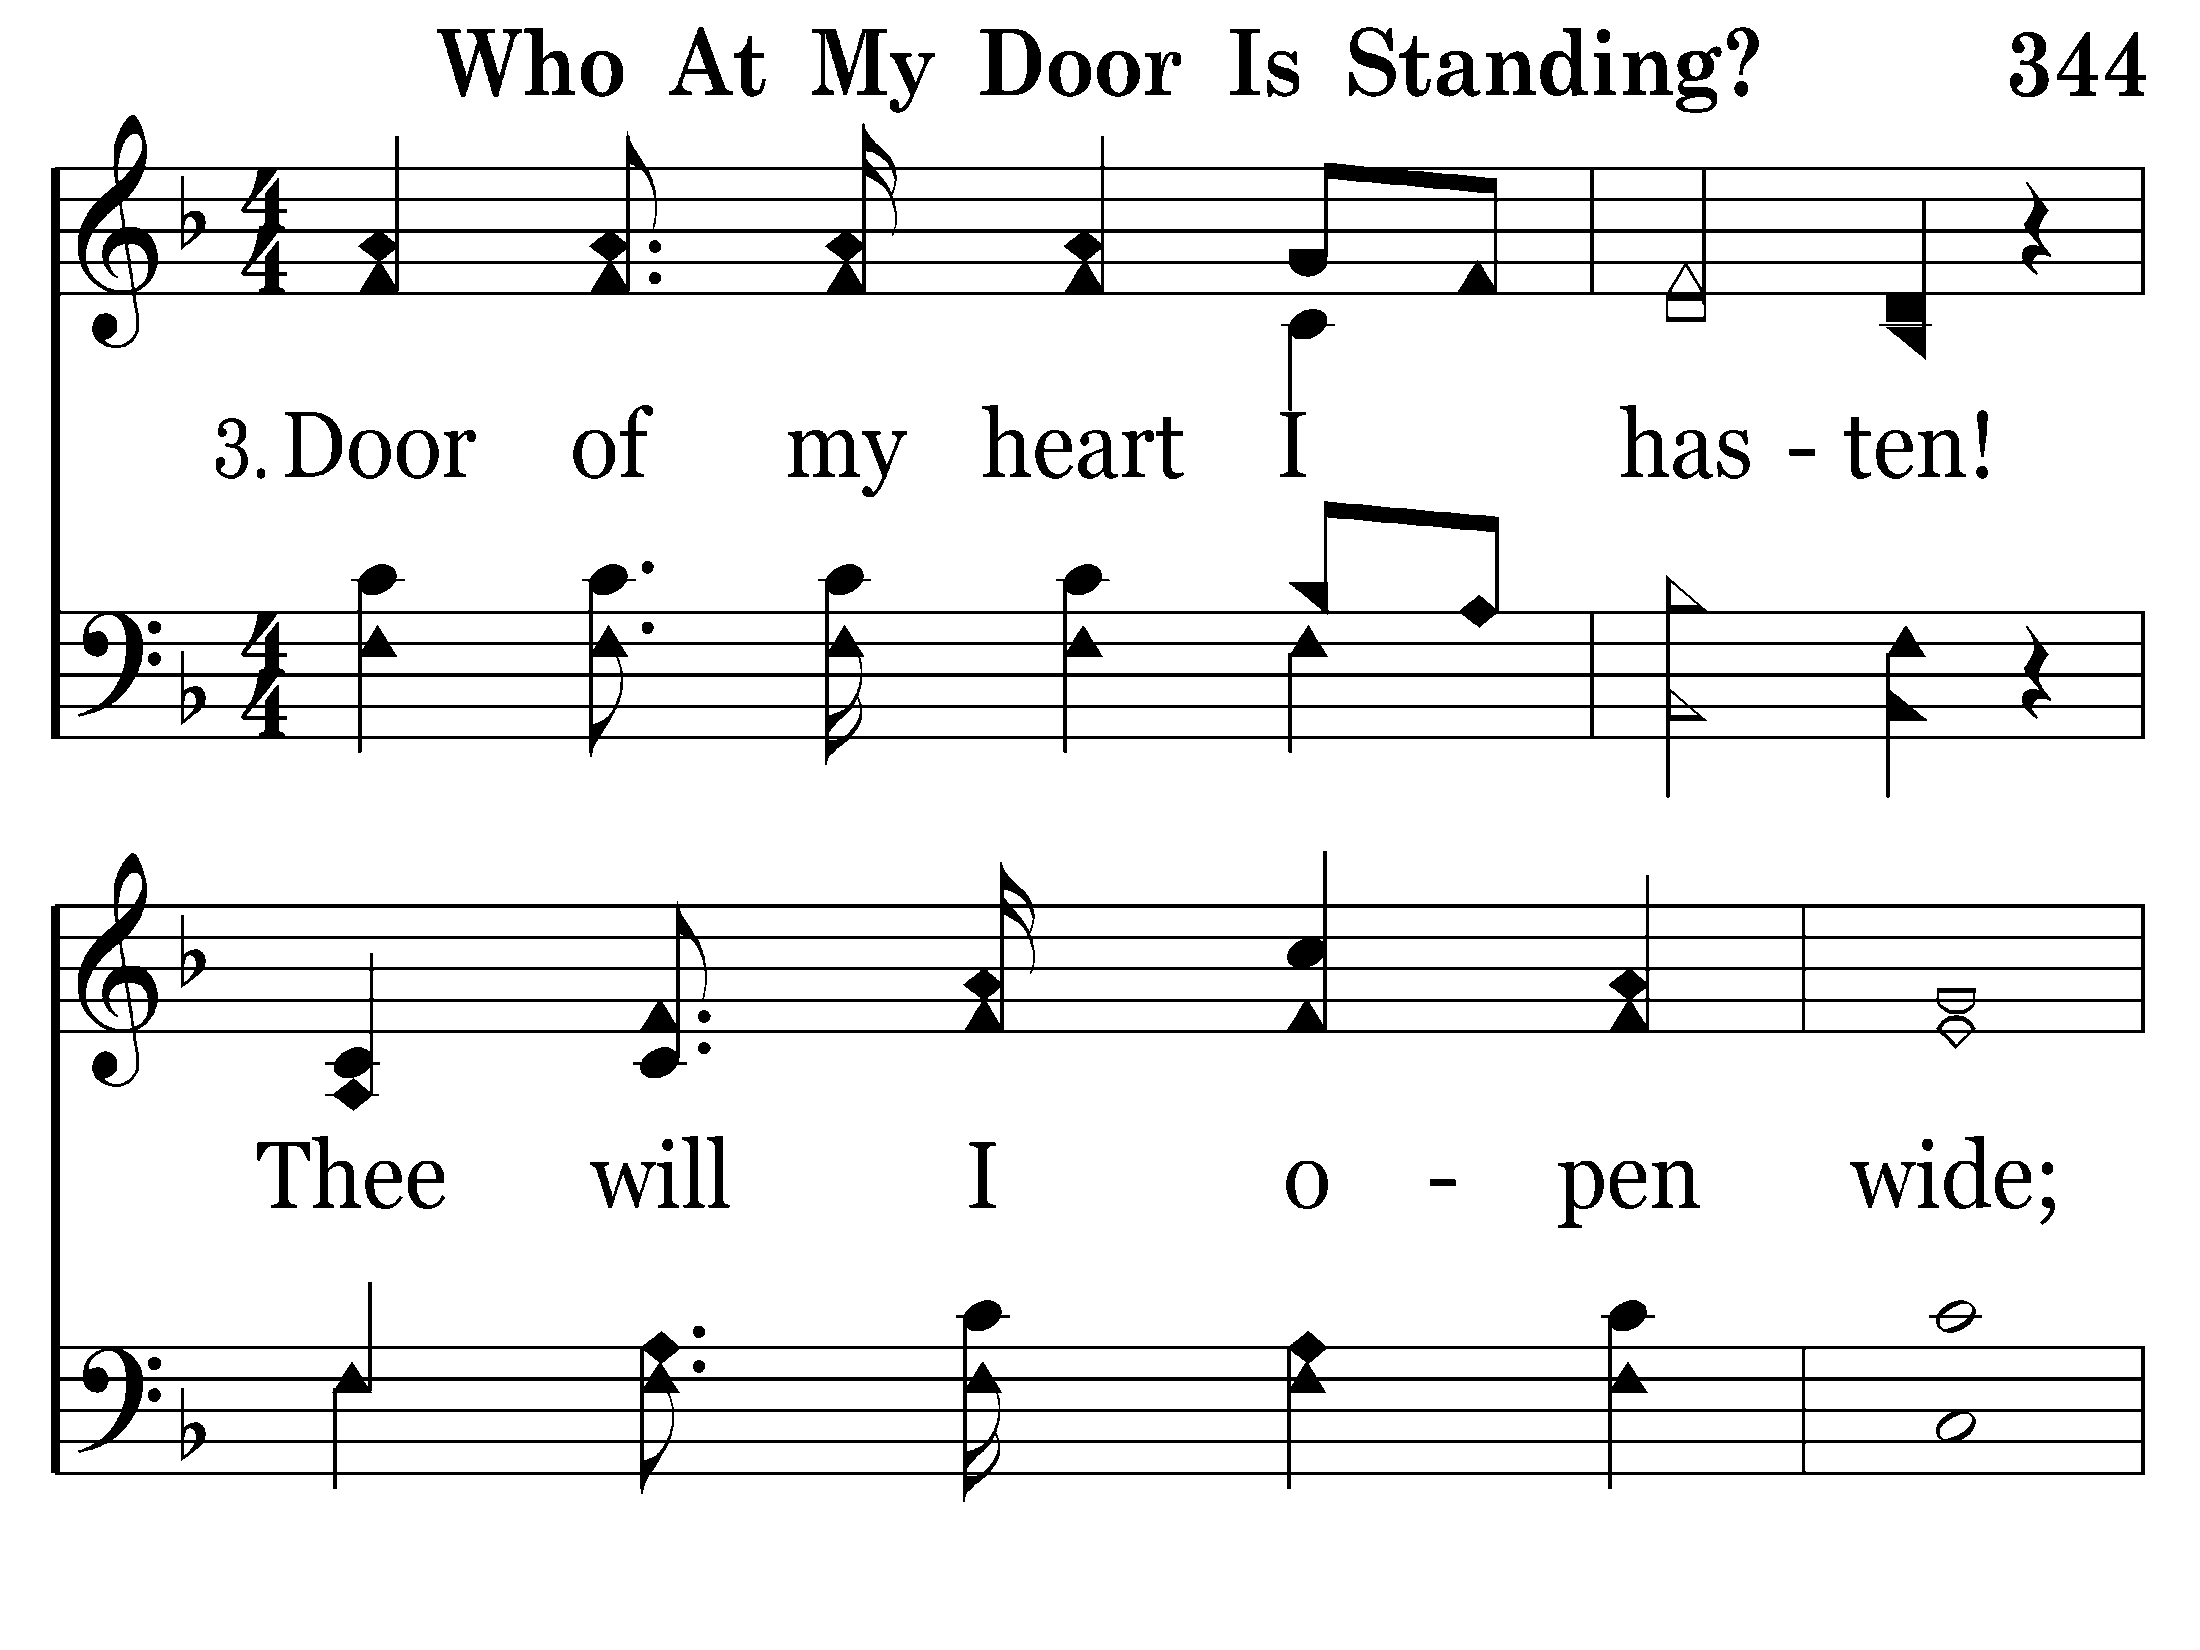 Who At My Door Is Standing? 344
3. Door of my heart I has - ten!
Thee will I o - pen wide;